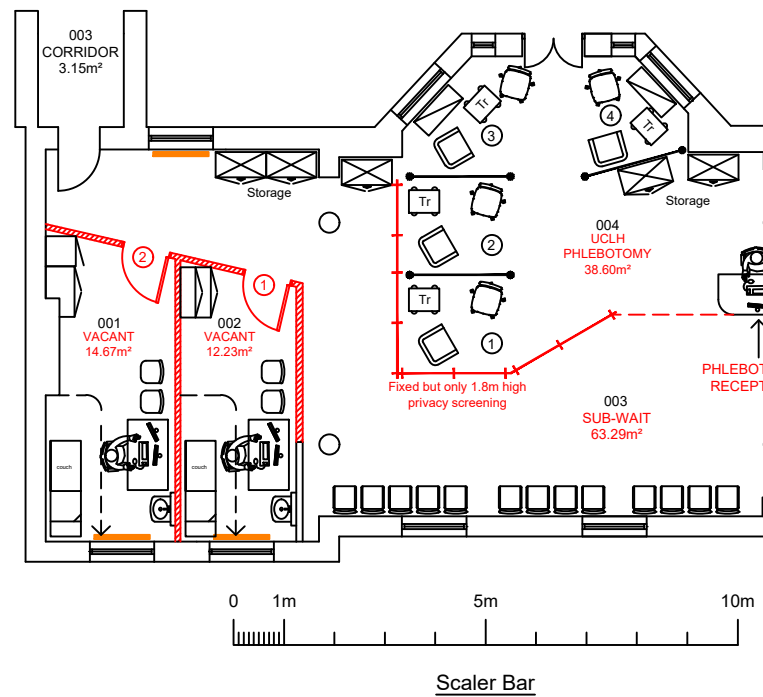 003
CORRIDOR
3.15m²
Tr
3
4
Tr
Storage
Storage
Tr
2
004
UCLH
PHLEBOTOMY
38.60m²
2
1
Tr
1
001
VACANT
14.67m²
002
VACANT
12.23m²
Fixed but only 1.8m high
privacy screening
PHLEBOT
RECEPT
003
SUB-WAIT
63.29m²
couch
couch
0 1m 5m 10m
Scaler Bar